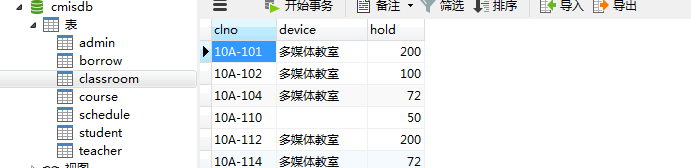 cmisdb
表
admin
borrow
classroom
course
schedule
student
teacher
开始事务 备注 筛选 排序 导入 导出
clno device hold
10A-101 多媒体教室 200
10A-102 多媒体教室 100
10A-104 多媒体教室 72
10A-110 50
10A-112 多媒体教室 200
10A-114 多媒体教室 72